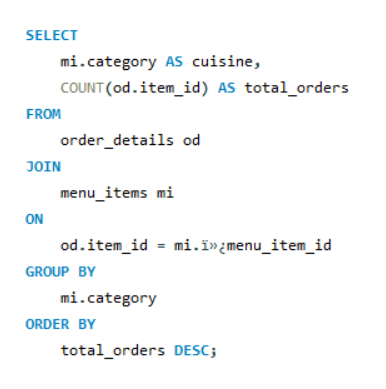 SELECT
mi.category AS cuisine,
COUNT(od.item_id) AS total_orders
FROM
order_details od
JOIN
menu_items mi
ON
od.item_id = mi.ï»¿menu_item_id
GROUP BY
mi.category
ORDER BY
total_orders DESC;